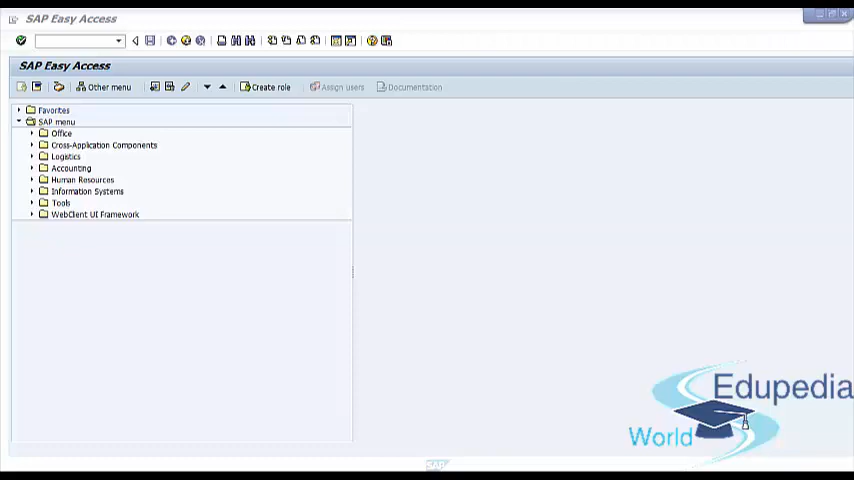 SAP Easy Access
SAP Easy Access
Other menu Create role Assign users Documentation
Favorites
SAP menu
Office
Cross-Application Components
Logistics
Accounting
Human Resources
Information Systems
Tools
WebClient UI Framework
Edupedia
World
SAP